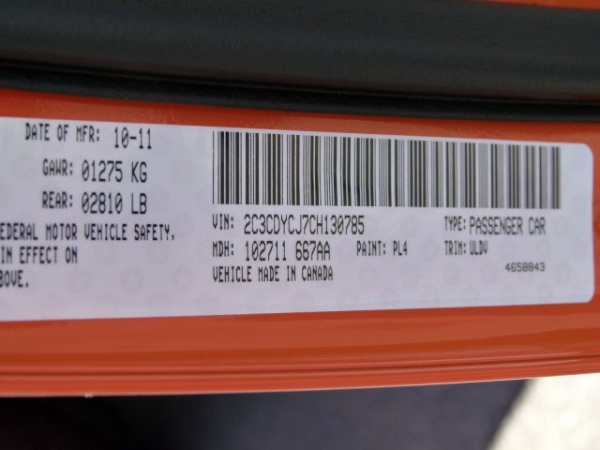 DATE OF MFR: 10-11
GAWR: 01275 KG
REAR: 02810 LB
EDERAL MOTOR VEHICLE SAFETY,
IN EFFECT ON
BOVE.
VIN: 2C3CDYCJ7CH130785
TYPE: PASSENGER CAR
MDH: 102711 667AA
PAINT: PL4
TRIM: ULDV
VEHICLE MADE IN CANADA
4658843